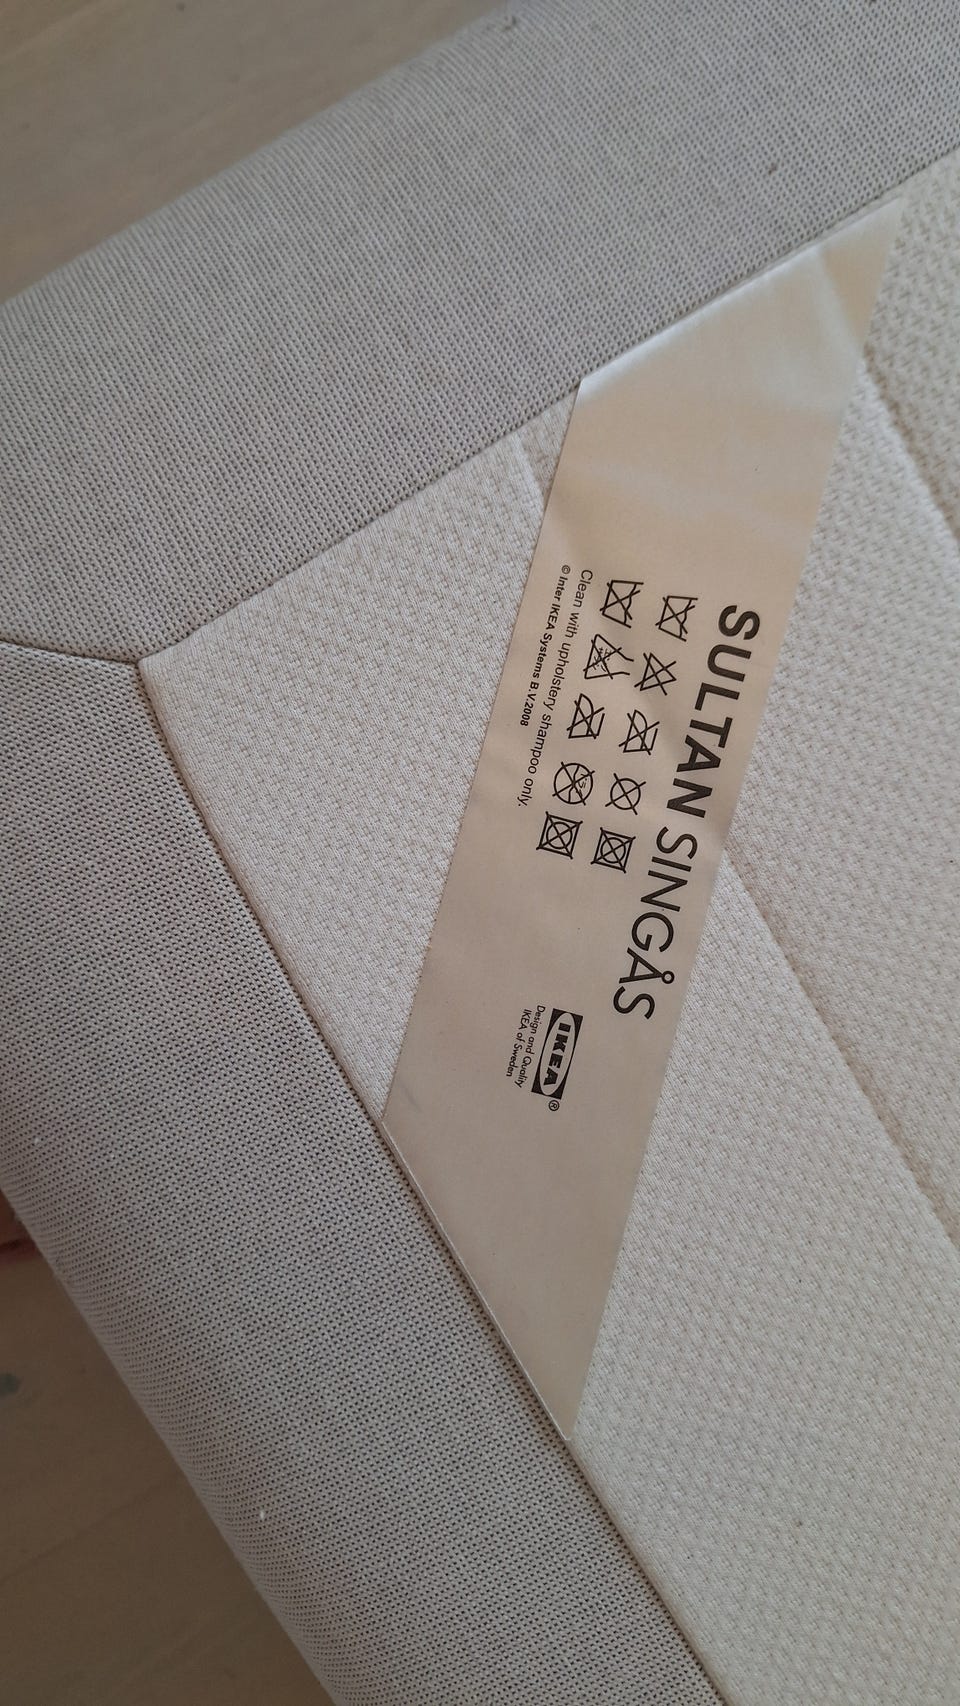 SULTAN SINGÅS
Clean with upholstery shampoo only.
© Inter IKEA Systems B.V.2008
IKEA®
Design and Quality
IKEA of Sweden